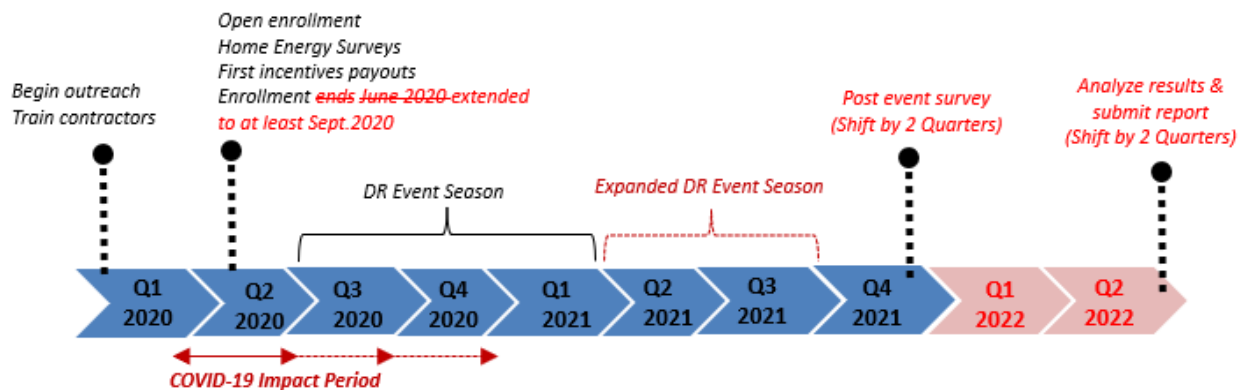 Open enrollment
Home Energy Surveys
First incentives payouts
Enrollment ends June 2020 extended
to at least Sept.2020
Begin outreach
Train contractors
Post event survey
(Shift by 2 Quarters)
Analyze results &
submit report
(Shift by 2 Quarters)
DR Event Season
Expanded DR Event Season
Q1
2020
Q2
2020
Q3
2020
Q4
2020
Q1
2021
Q2
2021
Q3
2021
Q4
2021
Q1
2022
Q2
2022
COVID-19 Impact Period